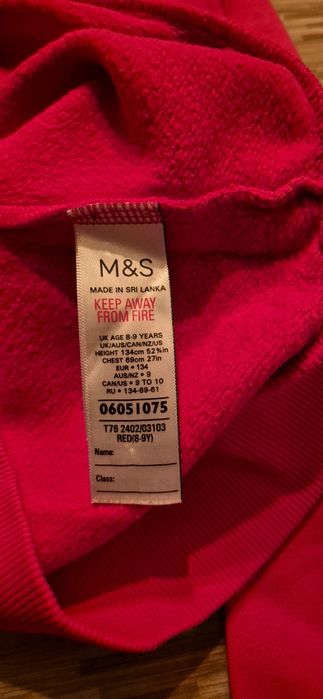 M&S
MADE IN SRI LANKA
KEEP AWAY
FROM FIRE
UK AGE 8-9 YEARS
UK/AUS/CAN/NZ/US
HEIGHT 134cm 52¾in
CHEST 69cm 27in
EUR • 134
AUS/NZ • 9
CAN/US • 9 TO 10
RU • 134-69-61
06051075
T76 2402/03103
RED(8-9Y)
Name:
Class: